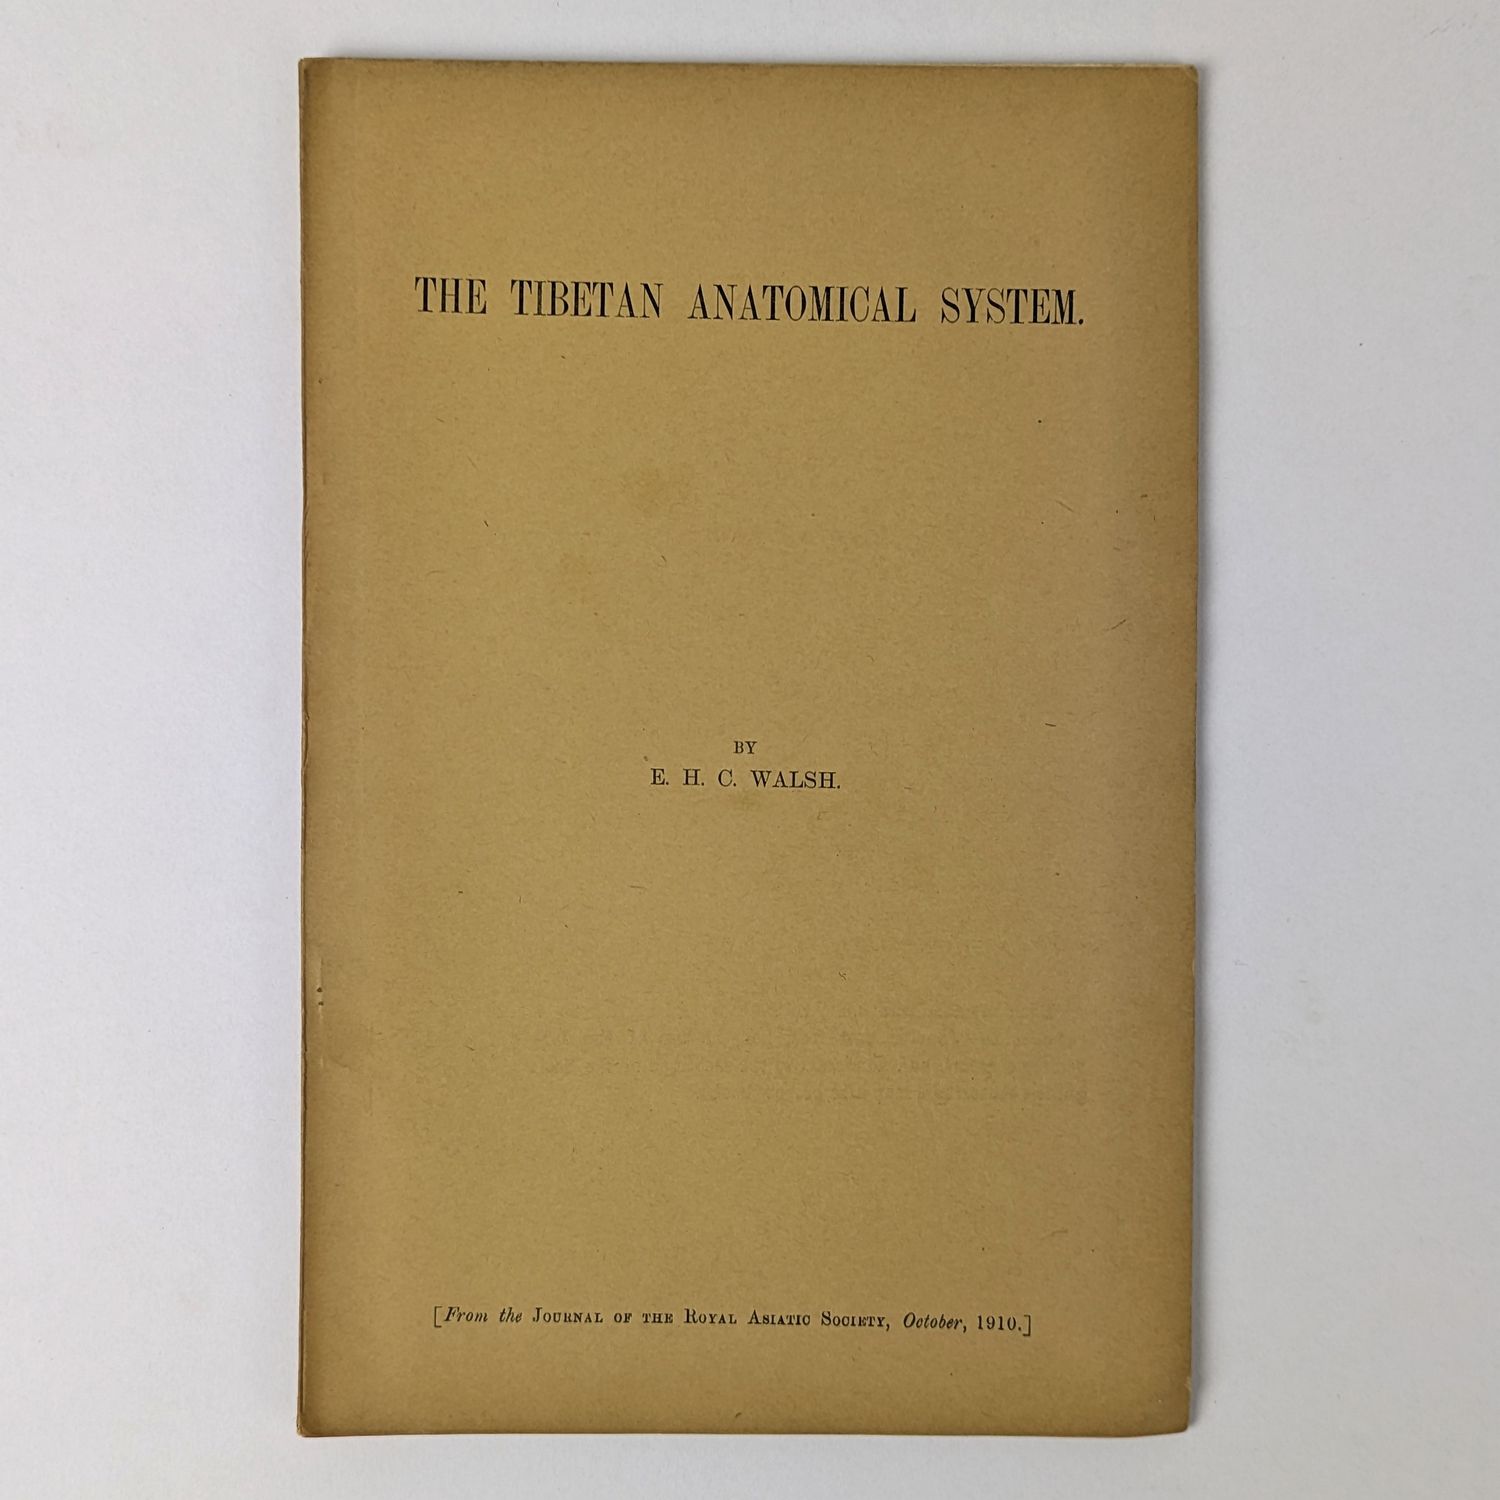 THE TIBETAN ANATOMICAL SYSTEM.
BY
E. H. C. WALSH.
[From the JOURNAL OF THE ROYAL ASIATIC SOCIETY, October, 1910.]